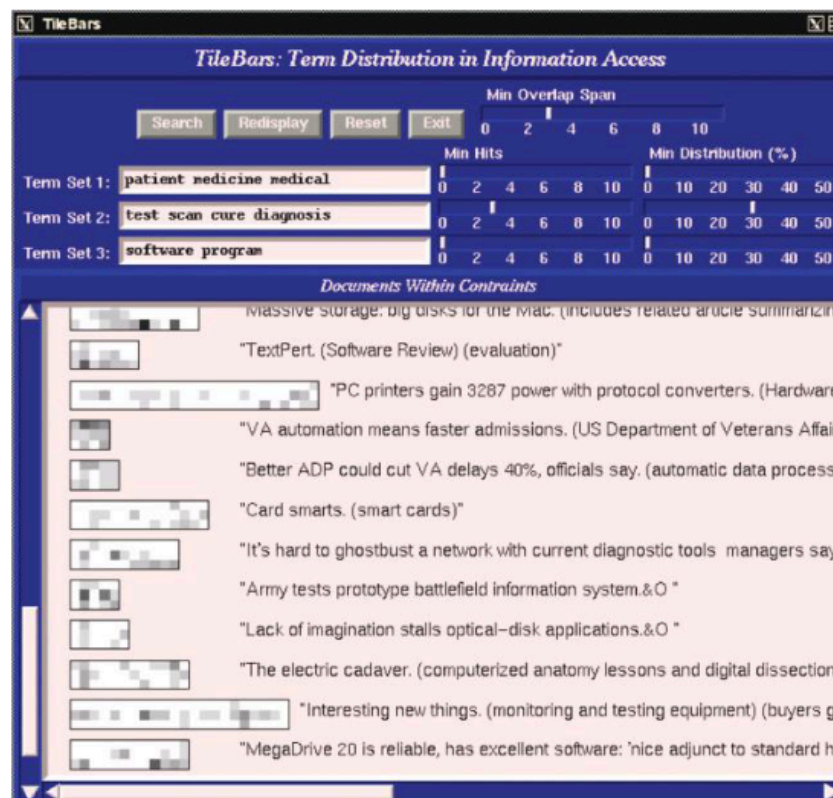 TileBars
TileBars: Term Distribution in Information Access
Min Overlap Span
Search Redisplay Reset Exit
0 2 4 6 8 10
Min Hits Min Distribution (%)
Term Set 1: patient medicine medical
0 2 4 6 8 10 0 10 20 30 40 50
Term Set 2: test scan cure diagnosis
0 2 4 6 8 10 0 10 20 30 40 50
Term Set 3: software program
0 2 4 6 8 10 0 10 20 30 40 50
Documents Within Contraints
"Massive storage: big disks for the Mac. (includes related article summarizin
"TextPert. (Software Review) (evaluation)"
"PC printers gain 3287 power with protocol converters. (Hardware
"VA automation means faster admissions. (US Department of Veterans Affai
"Better ADP could cut VA delays 40%, officials say. (automatic data process
"Card smarts. (smart cards)"
"It's hard to ghostbust a network with current diagnostic tools managers say
"Army tests prototype battlefield information system.&O "
"Lack of imagination stalls optical-disk applications.&O "
"The electric cadaver. (computerized anatomy lessons and digital dissection
"Interesting new things. (monitoring and testing equipment) (buyers g
"MegaDrive 20 is reliable, has excellent software: 'nice adjunct to standard h